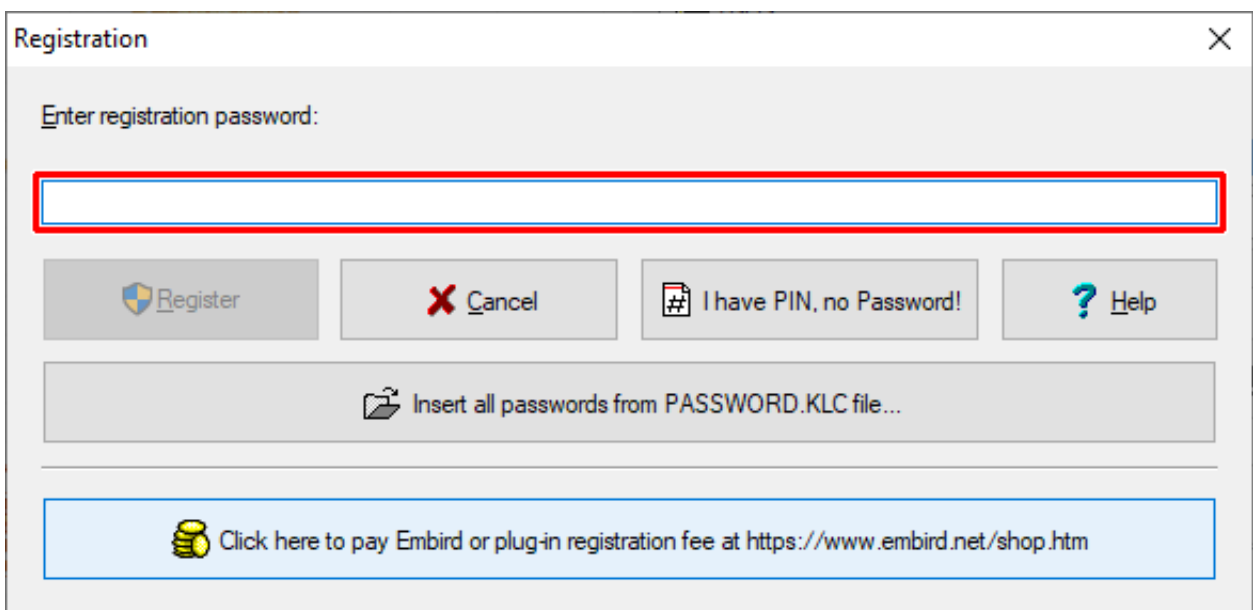 Registration
Enter registration password:
Register
Cancel
I have PIN, no Password!
Help
Insert all passwords from PASSWORD.KLC file...
Click here to pay Embird or plug-in registration fee at https://www.embird.net/shop.htm